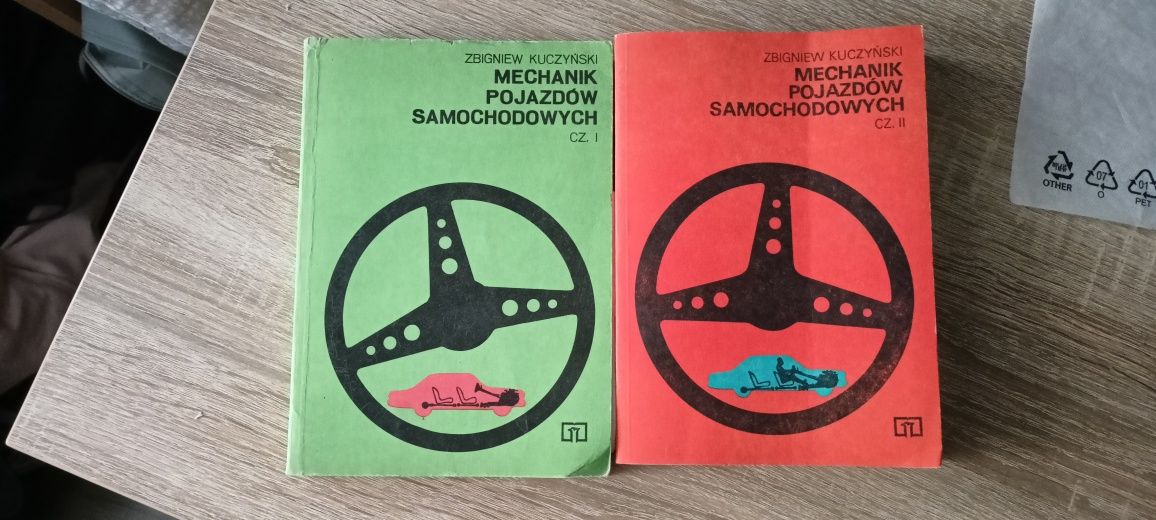 ZBIGNIEW KUCZYŃSKI
MECHANIK
POJAZDÓW
SAMOCHODOWYCH
CZ. I
ZBIGNIEW KUCZYŃSKI
MECHANIK
POJAZDÓW
SAMOCHODOWYCH
CZ. II
OTHER
07
O
01
PET